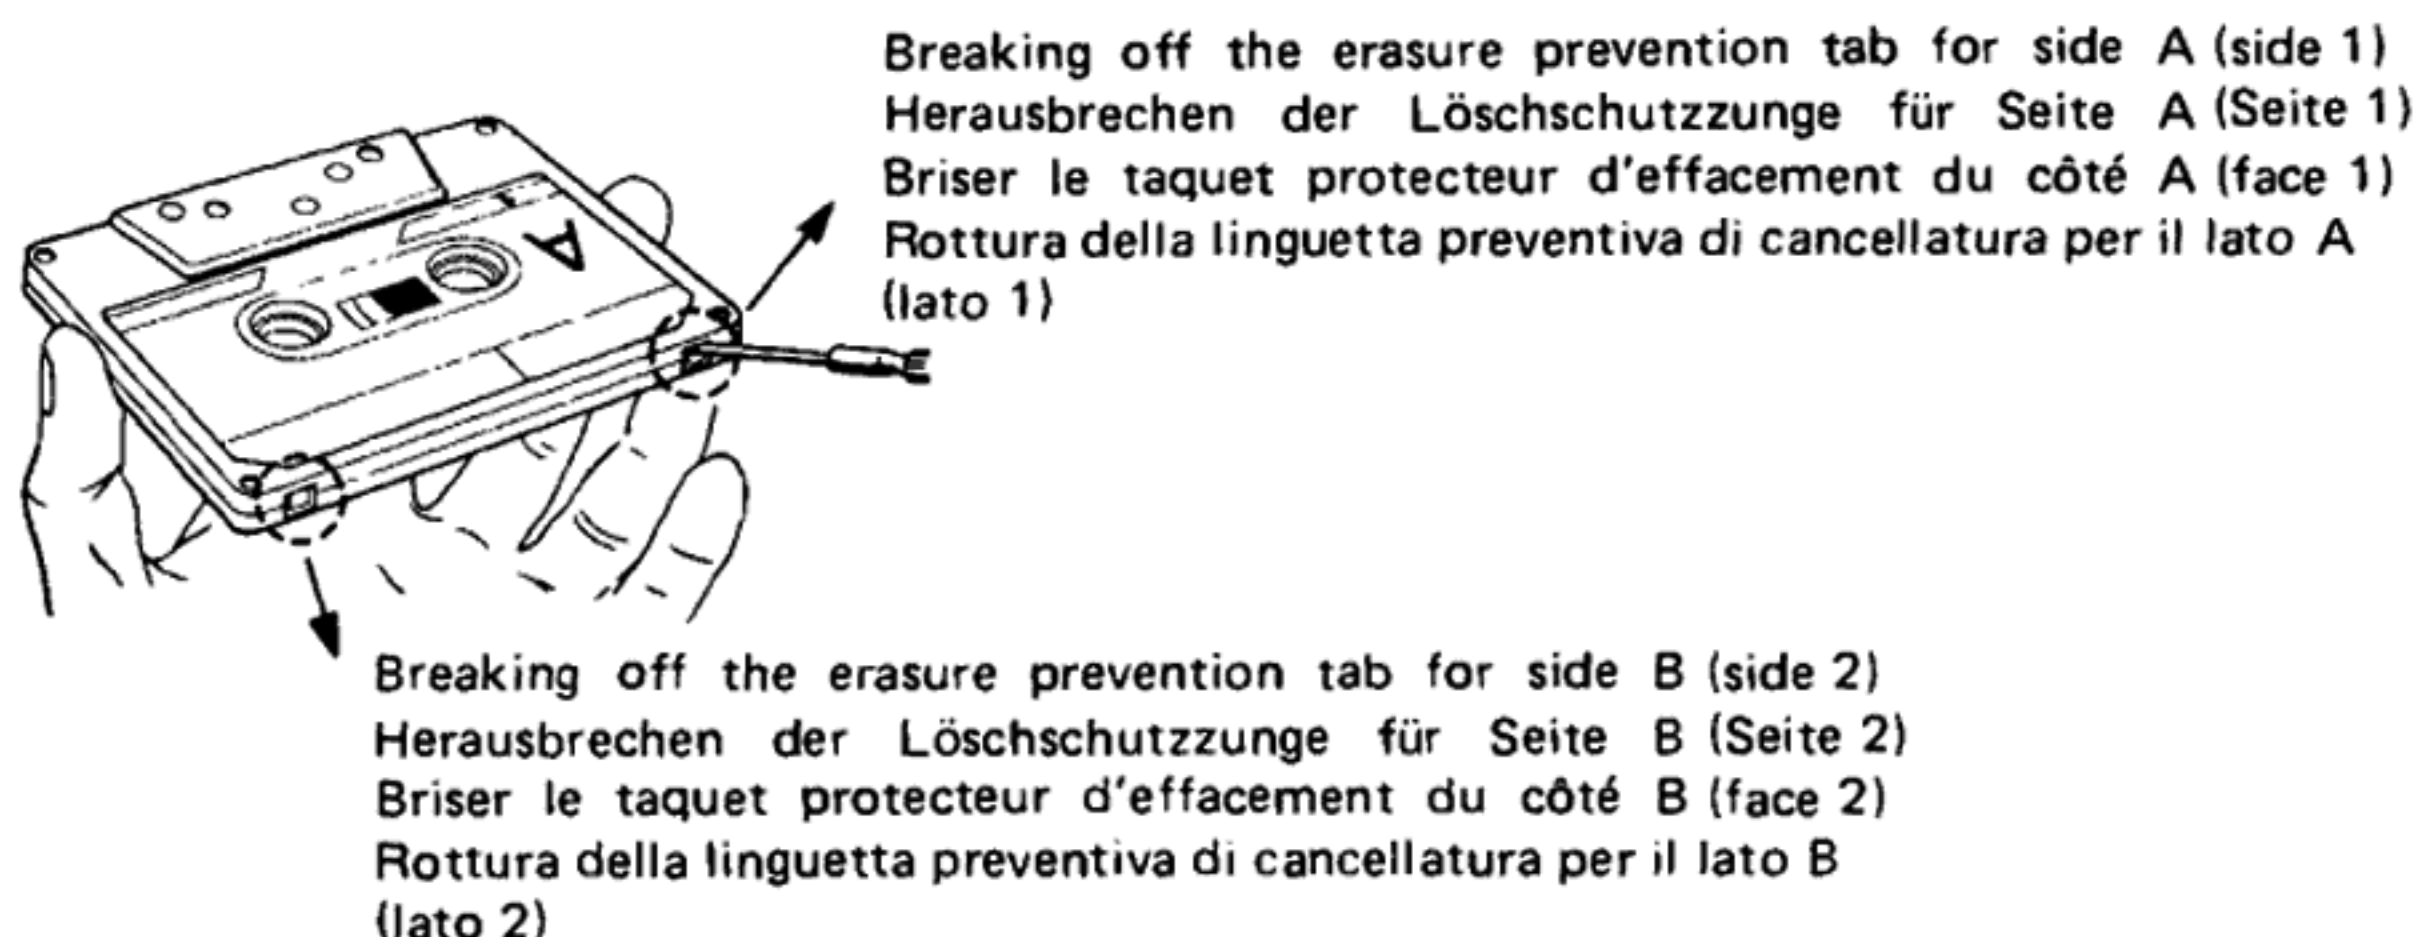 Breaking off the erasure prevention tab for side A (side 1)
Herausbrechen der Löschschutzzunge für Seite A (Seite 1)
Briser le taquet protecteur d'effacement du côté A (face 1)
Rottura della linguetta preventiva di cancellatura per il lato A
(lato 1)
A
Breaking off the erasure prevention tab for side B (side 2)
Herausbrechen der Löschschutzzunge für Seite B (Seite 2)
Briser le taquet protecteur d'effacement du côté B (face 2)
Rottura della linguetta preventiva di cancellatura per il lato B
(lato 2)